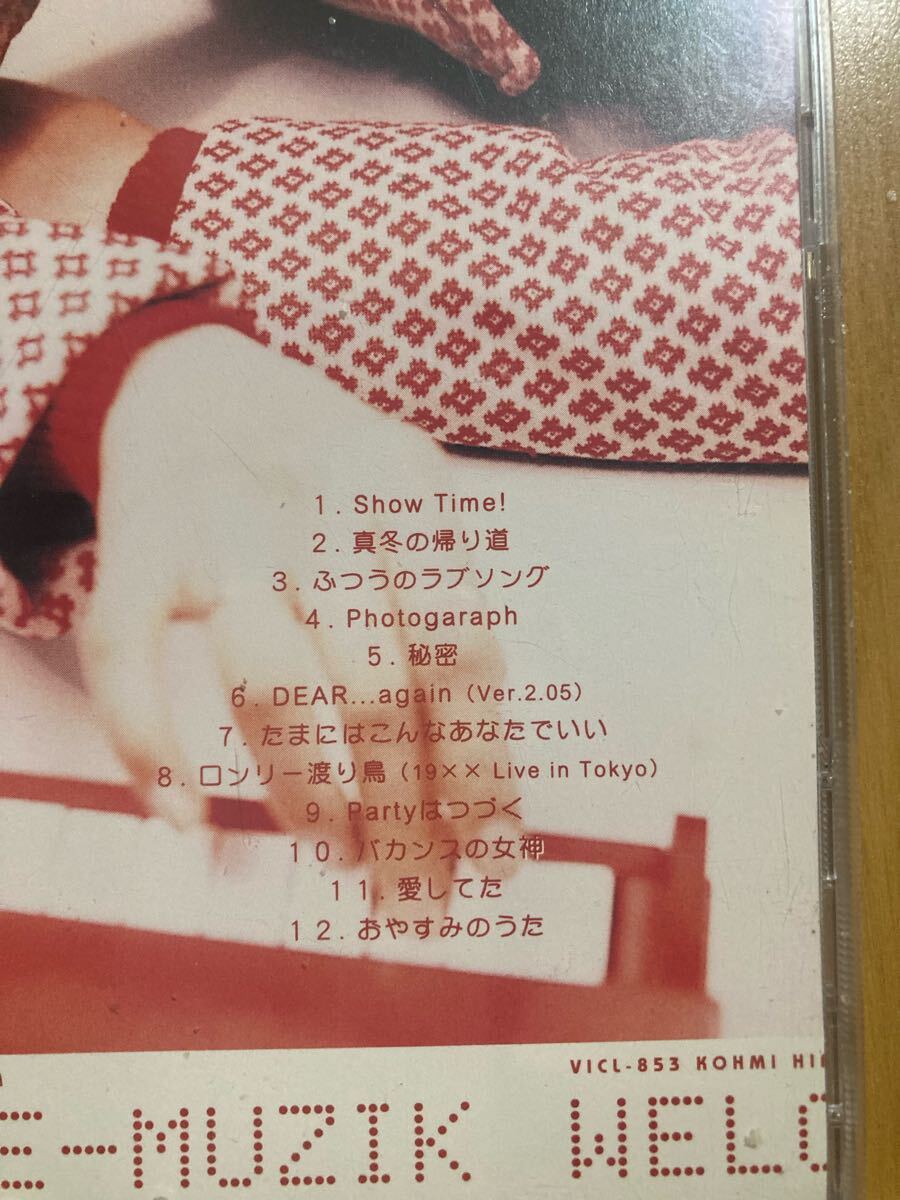 1. Show Time!
2. 真冬の帰り道
3. ふつうのラブソング
4. Photogaraph
5. 秘密
6. DEAR...again (Ver.2.05)
7. たまにはこんなあなたでいい
8. ロンリー渡り鳥 (19×× Live in Tokyo)
9. Partyはつづく
10. バカンスの女神
11. 愛してた
12. おやすみのうた
VICL-853 KOHMI
E-MUZIK WELC